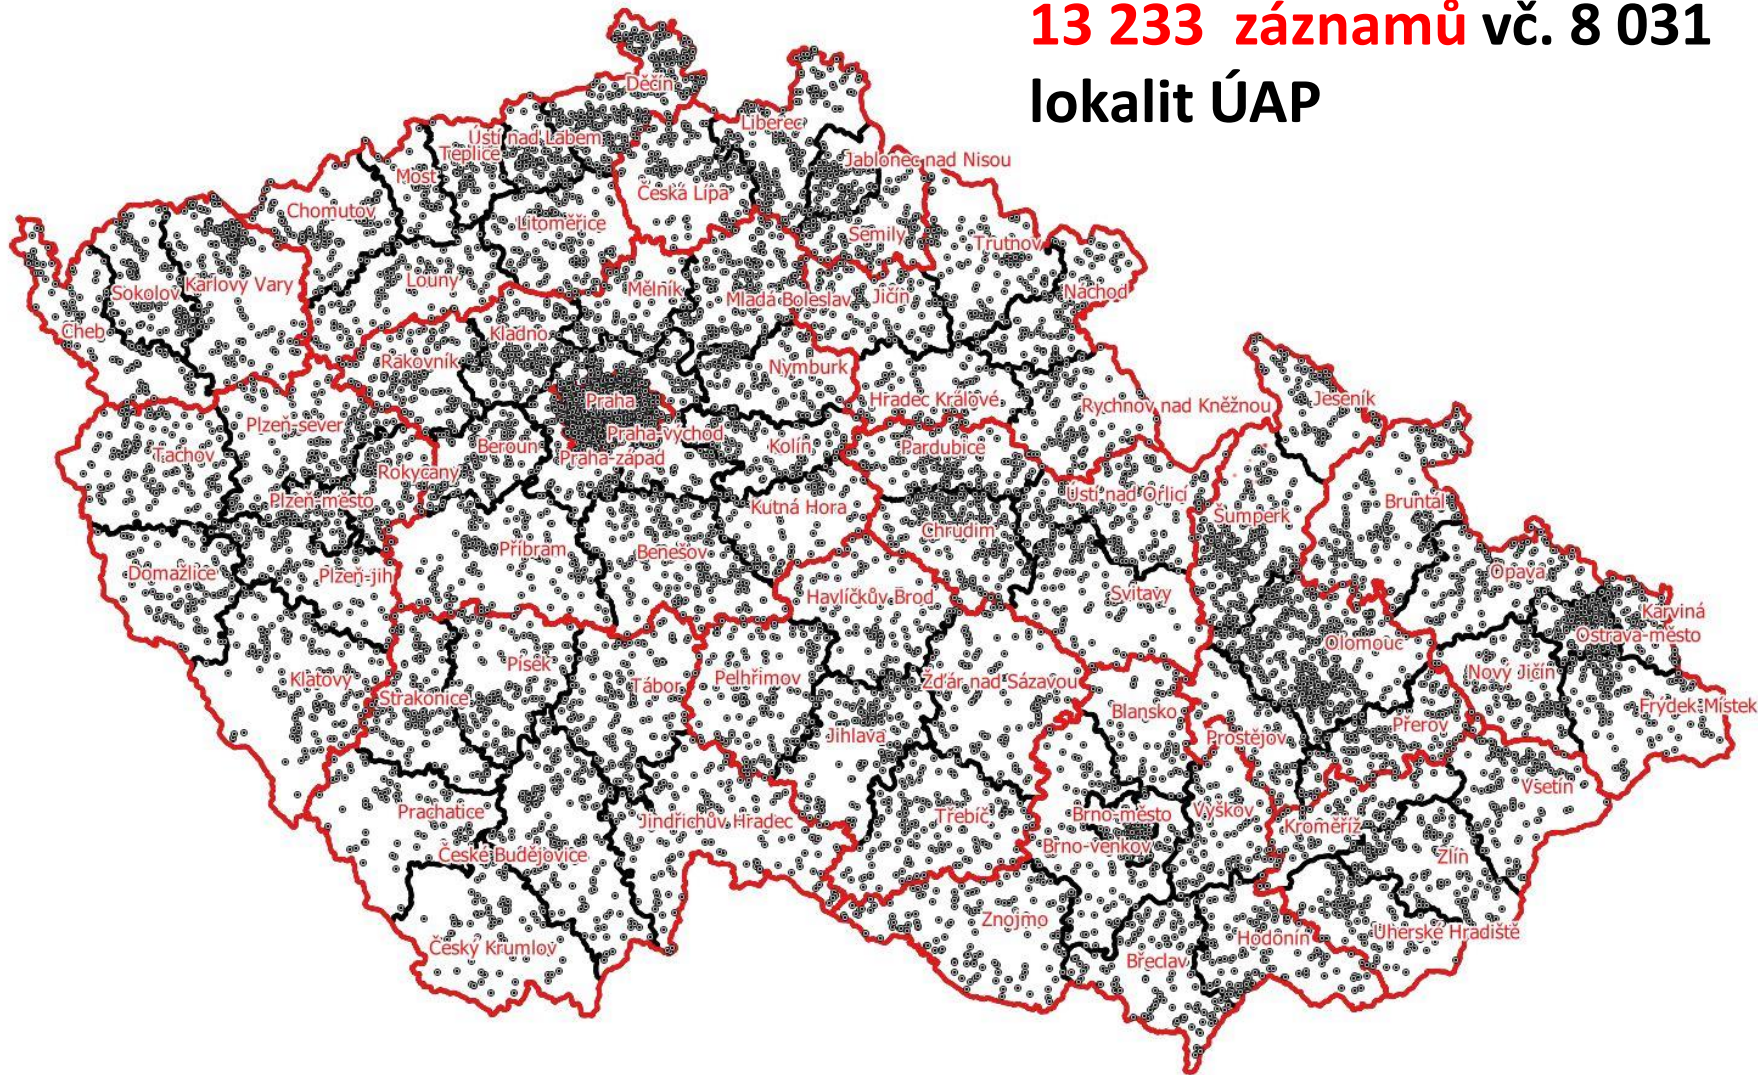 13 233 záznamů vč. 8 031
lokalit ÚAP
Děčín
Liberec
Ústí nad Labem
Teplice
Jablonec nad Nisou
Most
Česká Lípa
Chomutov
Litoměřice
Semily
Trutnov
Louny
Karlovy Vary
Sokolov
Mělník
Mladá Boleslav
Jičín
Náchod
Cheb
Kladno
Rakovník
Nymburk
Praha
Hradec Králové
Rychnov nad Kněžnou
Jeseník
Plzeň-sever
Praha-východ
Beroun
Kolín
Pardubice
Tachov
Praha-západ
Rokycany
Plzeň-město
Kutná Hora
Ústí nad Orlicí
Šumperk
Bruntál
Chrudim
Příbram
Benešov
Domažlice
Plzeň-jih
Opava
Havlíčkův Brod
Svitavy
Karviná
Ostrava-město
Olomouc
Písek
Klatovy
Strakonice
Tábor
Pelhřimov
Žďár nad Sázavou
Nový Jičín
Frýdek-Místek
Blansko
Přerov
Jihlava
Prostějov
Vsetín
Prachatice
Jindřichův Hradec
Třebíč
Brno-město
Vyškov
Kroměříž
Brno-venkov
České Budějovice
Zlín
Znojmo
Uherské Hradiště
Hodonín
Český Krumlov
Břeclav